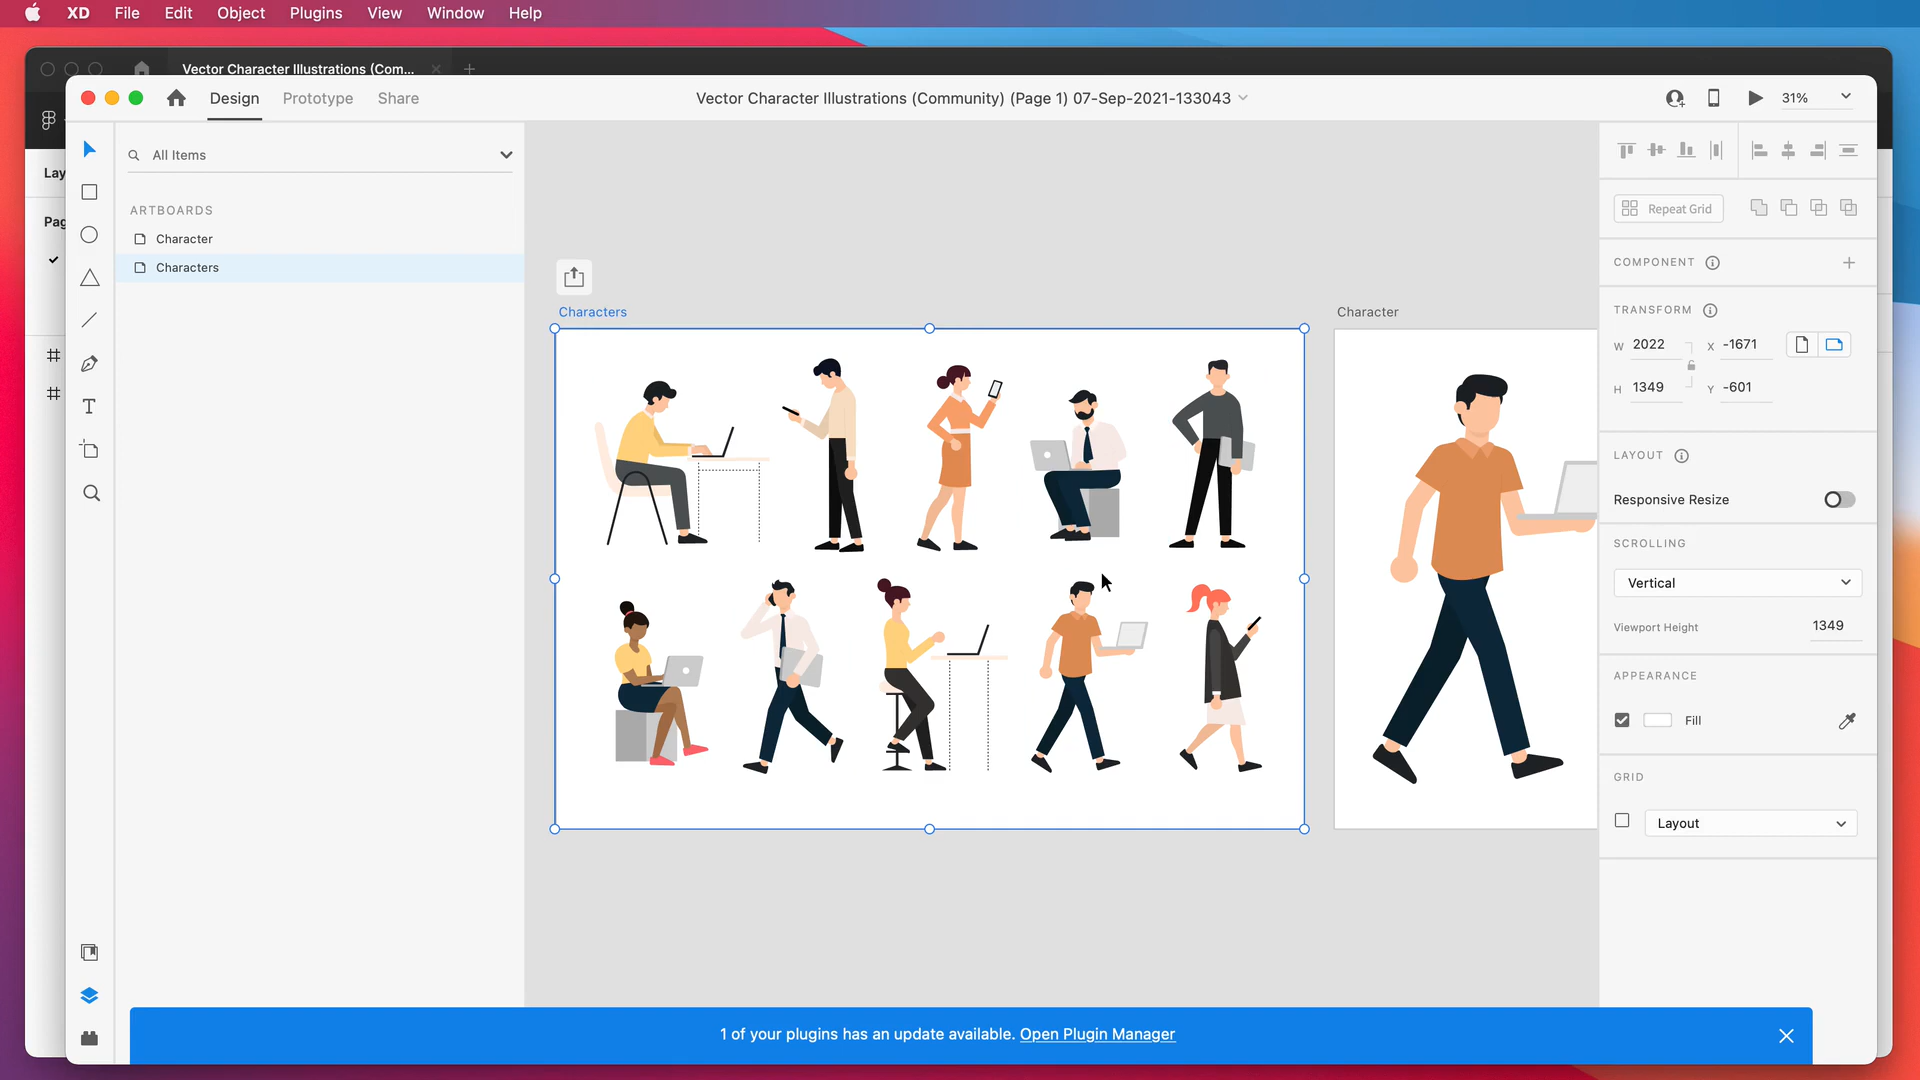 XD File Edit Object Plugins View Window Help
Vector Character Illustrations (Com...
Design Prototype Share
Vector Character Illustrations (Community) (Page 1) 07-Sep-2021-133043
31%
Lay
Pag
All Items
ARTBOARDS
Character
Characters
Characters
Character
Repeat Grid
COMPONENT
TRANSFORM
W 2022 X -1671
H 1349 Y -601
LAYOUT
Responsive Resize
SCROLLING
Vertical
Viewport Height 1349
APPEARANCE
Fill
GRID
Layout
1 of your plugins has an update available. Open Plugin Manager